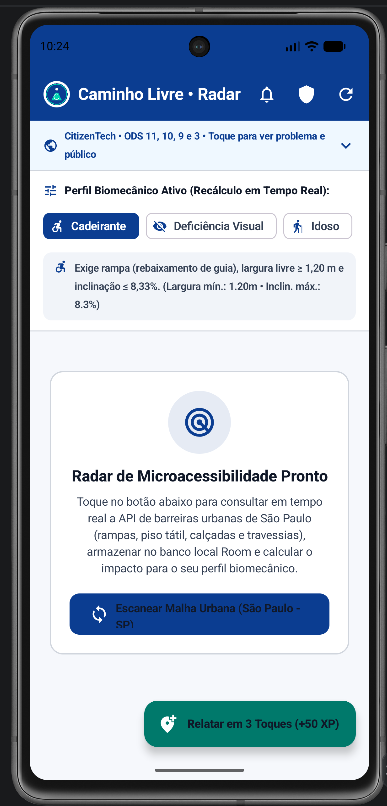 10:24
Caminho Livre • Radar
CitizenTech • ODS 11, 10, 9 e 3 • Toque para ver problema e
público
Perfil Biomecânico Ativo (Recálculo em Tempo Real):
Cadeirante
Deficiência Visual
Idoso
Exige rampa (rebaixamento de guia), largura livre ≥ 1,20 m e
inclinação ≤ 8,33%. (Largura mín.: 1.20m • Inclin. máx.:
8.3%)
Radar de Microacessibilidade Pronto
Toque no botão abaixo para consultar em tempo
real a API de barreiras urbanas de São Paulo
(rampas, piso tátil, calçadas e travessias),
armazenar no banco local Room e calcular o
impacto para o seu perfil biomecânico.
Escanear Malha Urbana (São Paulo -
SP)
Relatar em 3 Toques (+50 XP)